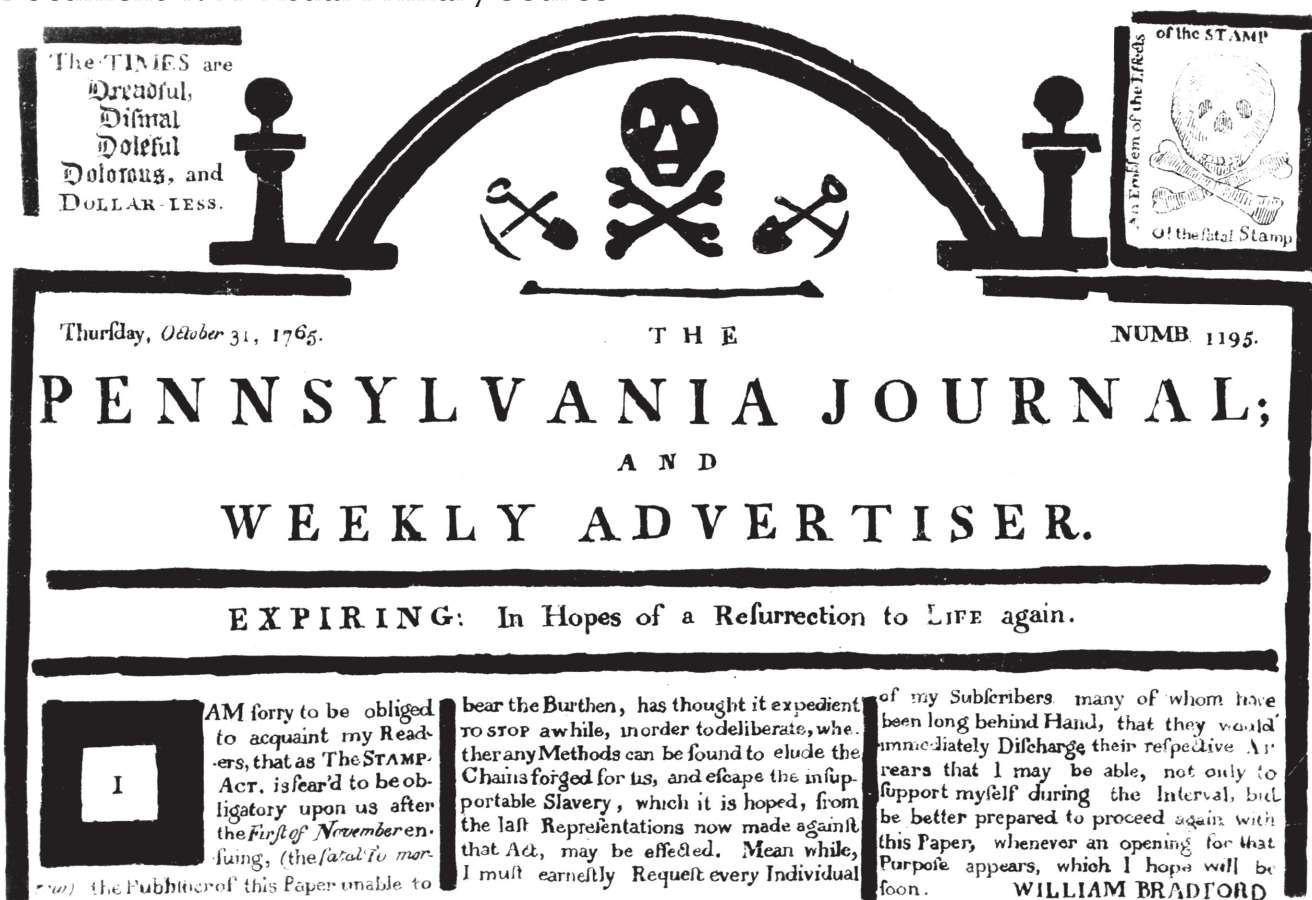 A Visual Primary Source
The TIMES are
Dreadful,
Diſmal
Doleful
Dolorous, and
DOLLAR-LESS.
An Emblem of the Effects
of the STAMP
O! the fatal Stamp
Thurſday, October 31, 1765.
THE
NUMB. 1195.
PENNSYLVANIA JOURNAL;
AND
WEEKLY ADVERTISER.
EXPIRING: In Hopes of a Reſurrection to LIFE again.
I
AM ſorry to be obliged
to acquaint my Read-
ers, that as The STAMP-
ACT, is fear'd to be ob-
ligatory upon us after
the Firſt of November en-
ſuing, (the fatal To mor-
row) the Publiſher of this Paper unable to
bear the Burthen, has thought it expedient
TO STOP awhile, inorder to deliberate, whe-
ther any Methods can be found to elude the
Chains forged for us, and eſcape the inſup-
portable Slavery, which it is hoped, from
the laſt Repreſentations now made againſt
that Act, may be effected. Mean while,
I muſt earneſtly Requeſt every Individual
of my Subſcribers many of whom have
been long behind Hand, that they would
immediately Diſcharge their reſpective Ar
rears that I may be able, not only to
ſupport myſelf during the Interval, but
be better prepared to proceed again with
this Paper, whenever an opening for that
Purpoſe appears, which I hope will be
ſoon. WILLIAM BRADFORD